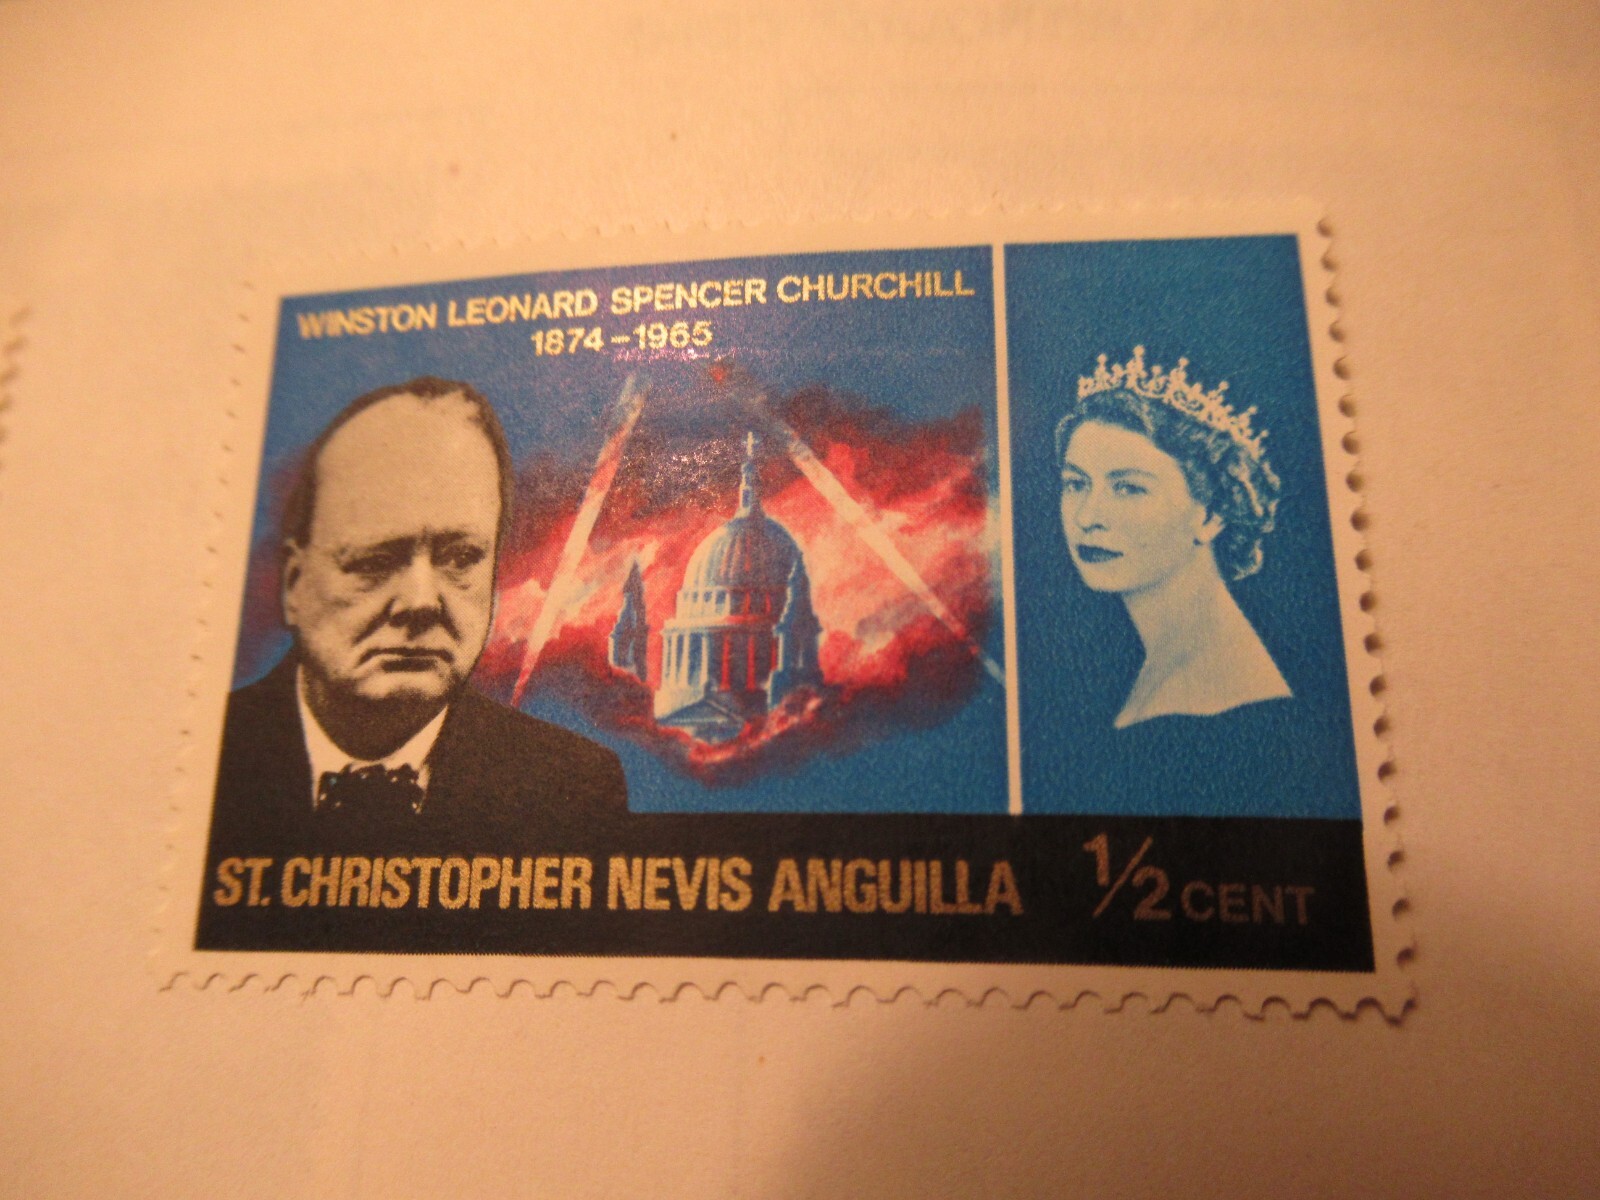 WINSTON LEONARD SPENCER CHURCHILL
1874-1965
ST. CHRISTOPHER NEVIS ANGUILLA 1/2 CENT